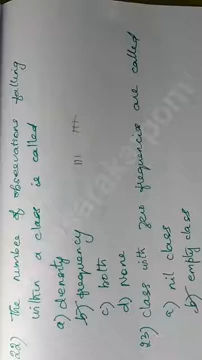 22) The number of observations falling
within a class is called
a) density
b) frequency
c) both
d) None
23) class with zero frequencies are called
a) nil class
b) empty class